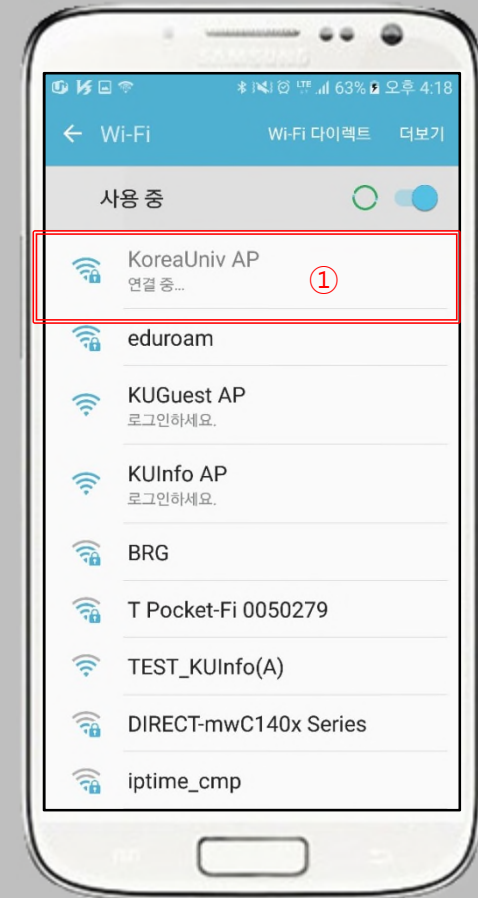 SAMSUNG
LTE 63% 오후 4:18
Wi-Fi Wi-Fi 다이렉트 더보기
사용 중
KoreaUniv AP
연결 중...
①
eduroam
KUGuest AP
로그인하세요.
KUInfo AP
로그인하세요.
BRG
T Pocket-Fi 0050279
TEST_KUInfo(A)
DIRECT-mwC140x Series
iptime_cmp